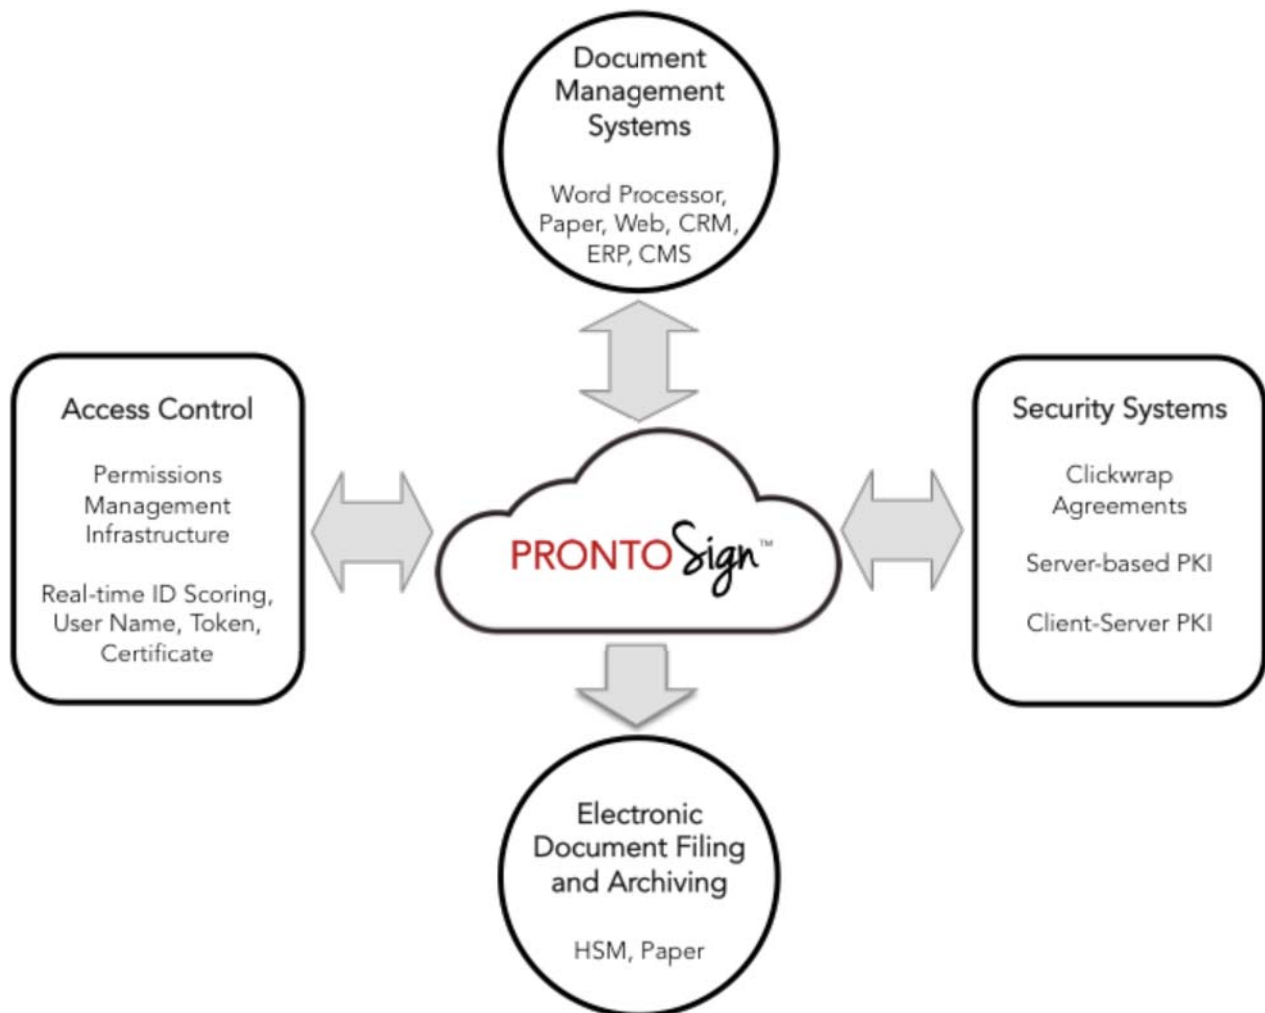 Document
Management
Systems
Word Processor,
Paper, Web, CRM,
ERP, CMS
Access Control
Permissions
Management
Infrastructure
Real-time ID Scoring,
User Name, Token,
Certificate
PRONTO Sign™
Security Systems
Clickwrap
Agreements
Server-based PKI
Client-Server PKI
Electronic
Document Filing
and Archiving
HSM, Paper